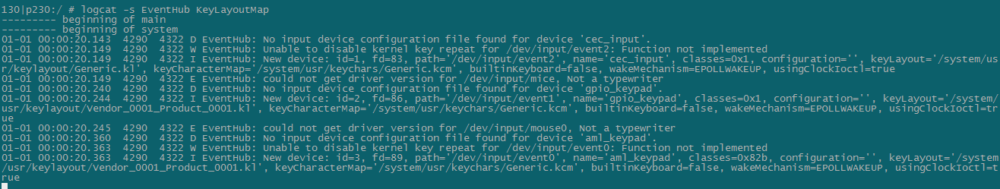 130|p230:/ # logcat -s EventHub KeyLayoutMap
--------- beginning of main
--------- beginning of system
01-01 00:00:20.143  4290  4322 D EventHub: No input device configuration file found for device 'cec_input'.
01-01 00:00:20.149  4290  4322 W EventHub: Unable to disable kernel key repeat for /dev/input/event2: Function not implemented
01-01 00:00:20.149  4290  4322 I EventHub: New device: id=1, fd=83, path='/dev/input/event2', name='cec_input', classes=0x1, configuration='', keyLayout='/system/us
r/keylayout/Generic.kl', keyCharacterMap='/system/usr/keychars/Generic.kcm', builtinKeyboard=false, wakeMechanism=EPOLLWAKEUP, usingClockIoctl=true
01-01 00:00:20.149  4290  4322 E EventHub: could not get driver version for /dev/input/mice, Not a typewriter
01-01 00:00:20.240  4290  4322 D EventHub: No input device configuration file found for device 'gpio_keypad'.
01-01 00:00:20.244  4290  4322 I EventHub: New device: id=2, fd=86, path='/dev/input/event1', name='gpio_keypad', classes=0x1, configuration='', keyLayout='/system/
usr/keylayout/Vendor_0001_Product_0001.kl', keyCharacterMap='/system/usr/keychars/Generic.kcm', builtinKeyboard=false, wakeMechanism=EPOLLWAKEUP, usingClockIoctl=tr
ue
01-01 00:00:20.245  4290  4322 E EventHub: could not get driver version for /dev/input/mouse0, Not a typewriter
01-01 00:00:20.360  4290  4322 D EventHub: No input device configuration file found for device 'aml_keypad'.
01-01 00:00:20.363  4290  4322 W EventHub: Unable to disable kernel key repeat for /dev/input/event0: Function not implemented
01-01 00:00:20.363  4290  4322 I EventHub: New device: id=3, fd=89, path='/dev/input/event0', name='aml_keypad', classes=0x82b, configuration='', keyLayout='/system
/usr/keylayout/Vendor_0001_Product_0001.kl', keyCharacterMap='/system/usr/keychars/Generic.kcm', builtinKeyboard=false, wakeMechanism=EPOLLWAKEUP, usingClockIoctl=t
rue